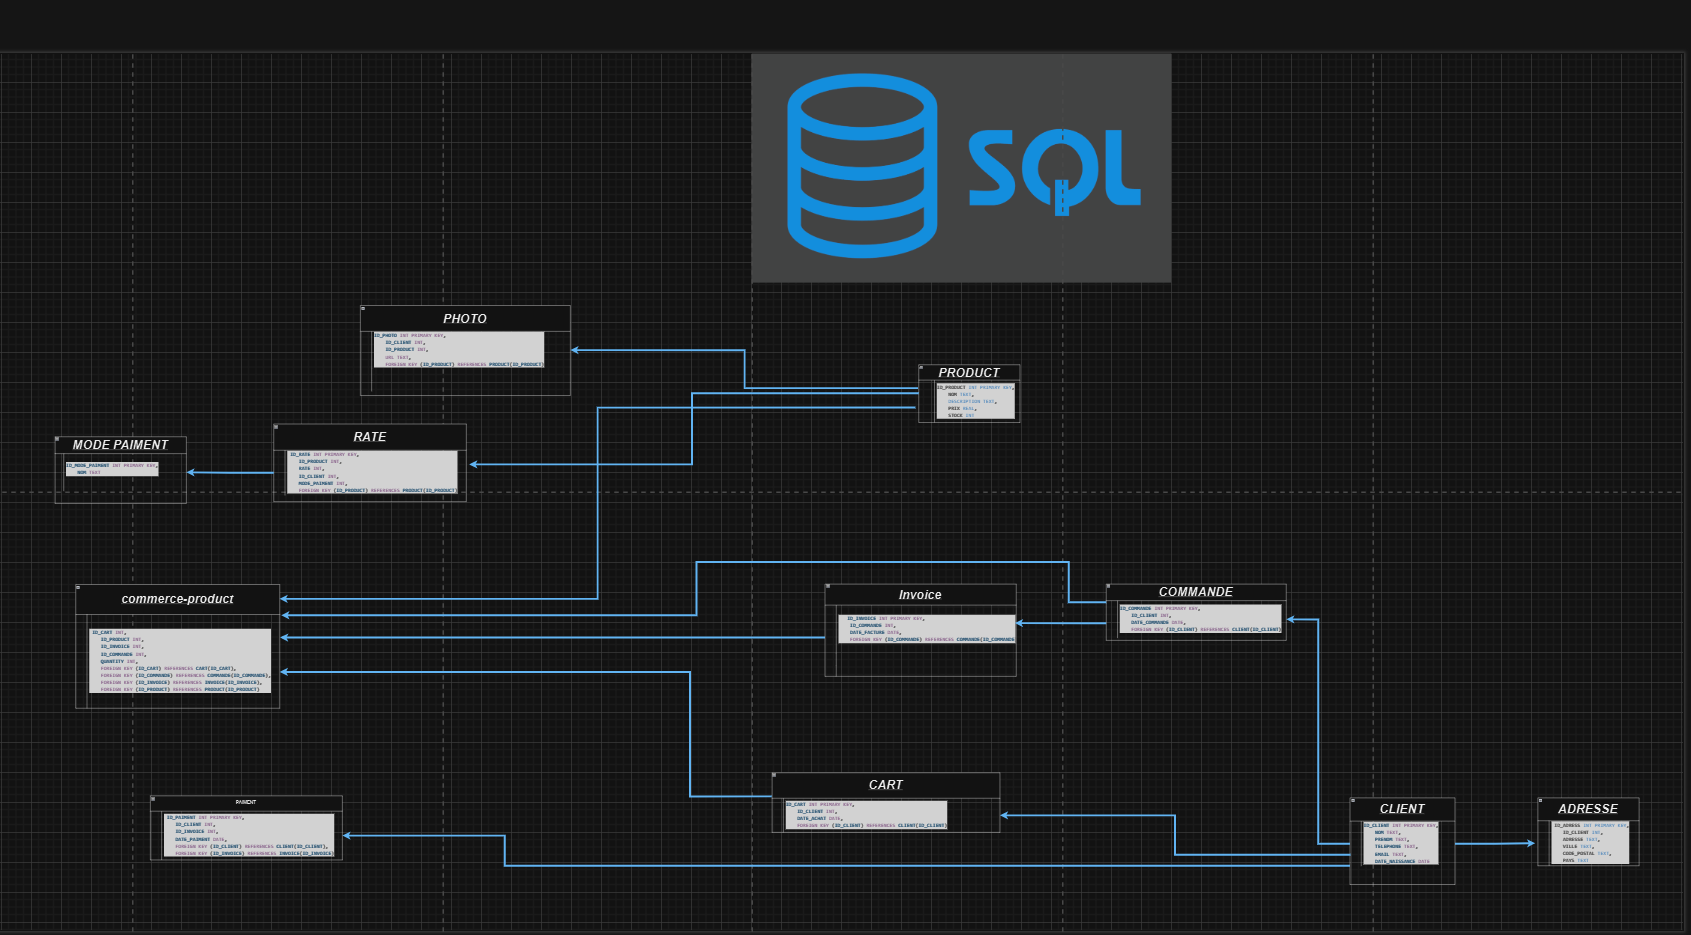 SQL
PHOTO
ID_PHOTO INT PRIMARY KEY,
ID_CLIENT INT,
ID_PRODUCT INT,
URL TEXT,
FOREIGN KEY (ID_PRODUCT) REFERENCES PRODUCT(ID_PRODUCT)
PRODUCT
ID_PRODUCT INT PRIMARY KEY,
NOM TEXT,
DESCRIPTION TEXT,
PRIX REAL,
STOCK INT
MODE PAIMENT
ID_MODE_PAIMENT INT PRIMARY KEY,
NOM TEXT
RATE
ID_RATE INT PRIMARY KEY,
ID_PRODUCT INT,
RATE INT,
ID_CLIENT INT,
MODE_PAIMENT INT,
FOREIGN KEY (ID_PRODUCT) REFERENCES PRODUCT(ID_PRODUCT)
commerce-product
ID_CART INT,
ID_PRODUCT INT,
ID_INVOICE INT,
ID_COMMANDE INT,
QUANTITY INT,
FOREIGN KEY (ID_CART) REFERENCES CART(ID_CART),
FOREIGN KEY (ID_COMMANDE) REFERENCES COMMANDE(ID_COMMANDE),
FOREIGN KEY (ID_INVOICE) REFERENCES INVOICE(ID_INVOICE),
FOREIGN KEY (ID_PRODUCT) REFERENCES PRODUCT(ID_PRODUCT)
Invoice
ID_INVOICE INT PRIMARY KEY,
ID_COMMANDE INT,
DATE_FACTURE DATE,
FOREIGN KEY (ID_COMMANDE) REFERENCES COMMANDE(ID_COMMANDE
COMMANDE
ID_COMMANDE INT PRIMARY KEY,
ID_CLIENT INT,
DATE_COMMANDE DATE,
FOREIGN KEY (ID_CLIENT) REFERENCES CLIENT(ID_CLIENT)
PAIMENT
ID_PAIMENT INT PRIMARY KEY,
ID_CLIENT INT,
ID_INVOICE INT,
DATE_PAIMENT DATE,
FOREIGN KEY (ID_CLIENT) REFERENCES CLIENT(ID_CLIENT),
FOREIGN KEY (ID_INVOICE) REFERENCES INVOICE(ID_INVOICE)
CART
ID_CART INT PRIMARY KEY,
ID_CLIENT INT,
DATE_ACHAT DATE,
FOREIGN KEY (ID_CLIENT) REFERENCES CLIENT(ID_CLIENT)
CLIENT
ID_CLIENT INT PRIMARY KEY,
NOM TEXT,
PRENOM TEXT,
TELEPHONE TEXT,
EMAIL TEXT,
DATE_NAISSANCE DATE
ADRESSE
ID_ADRESS INT PRIMARY KEY,
ID_CLIENT INT,
ADRESSE TEXT,
VILLE TEXT,
CODE_POSTAL TEXT,
PAYS TEXT